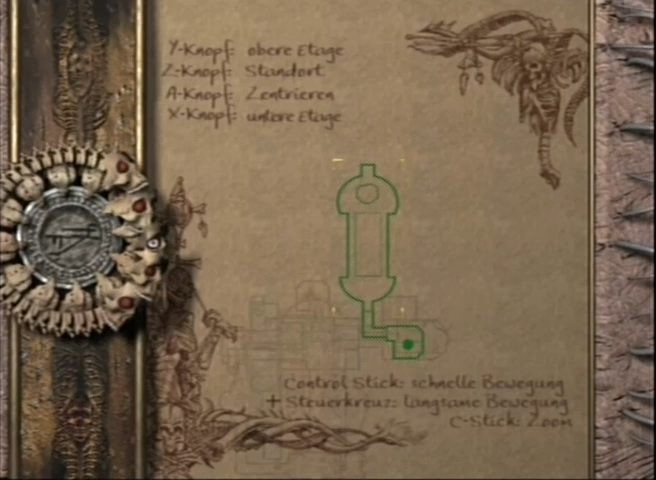 Y-Knopf: obere Etage
Z-Knopf: Standort
A-Knopf: Zentrieren
X-Knopf: untere Etage
Control Stick: schnelle Bewegung
+ Steuerkreuz: langsame Bewegung
C-Stick: Zoom